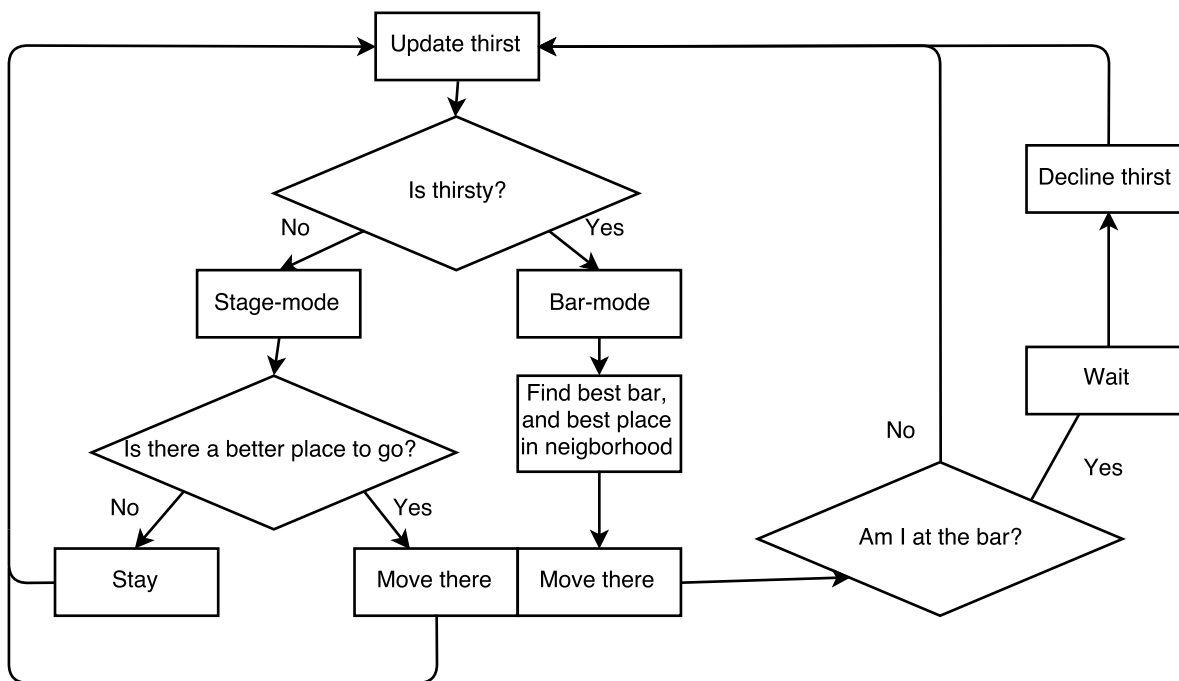 Update thirst
Is thirsty?
No
Yes
Decline thirst
Stage-mode
Bar-mode
Wait
Find best bar,
and best place
in neigborhood
Is there a better place to go?
No
Yes
No
Yes
Am I at the bar?
Stay
Move there
Move there